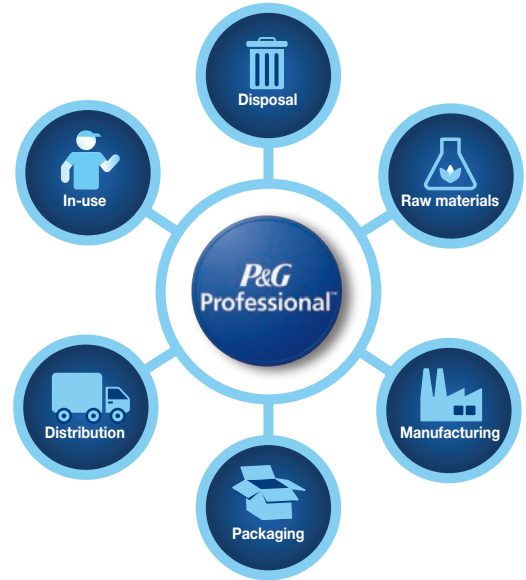 Disposal
Raw materials
Manufacturing
Packaging
Distribution
In-use
P&G
Professional™